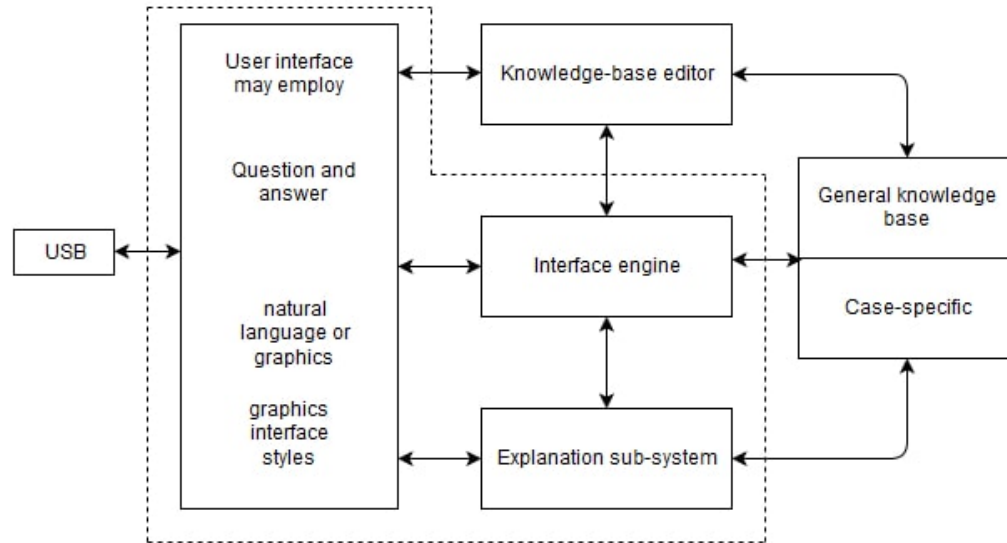 User interface
may employ
Question and
answer
natural
language or
graphics
graphics
interface
styles
USB
Knowledge-base editor
Interface engine
Explanation sub-system
General knowledge
base
Case-specific